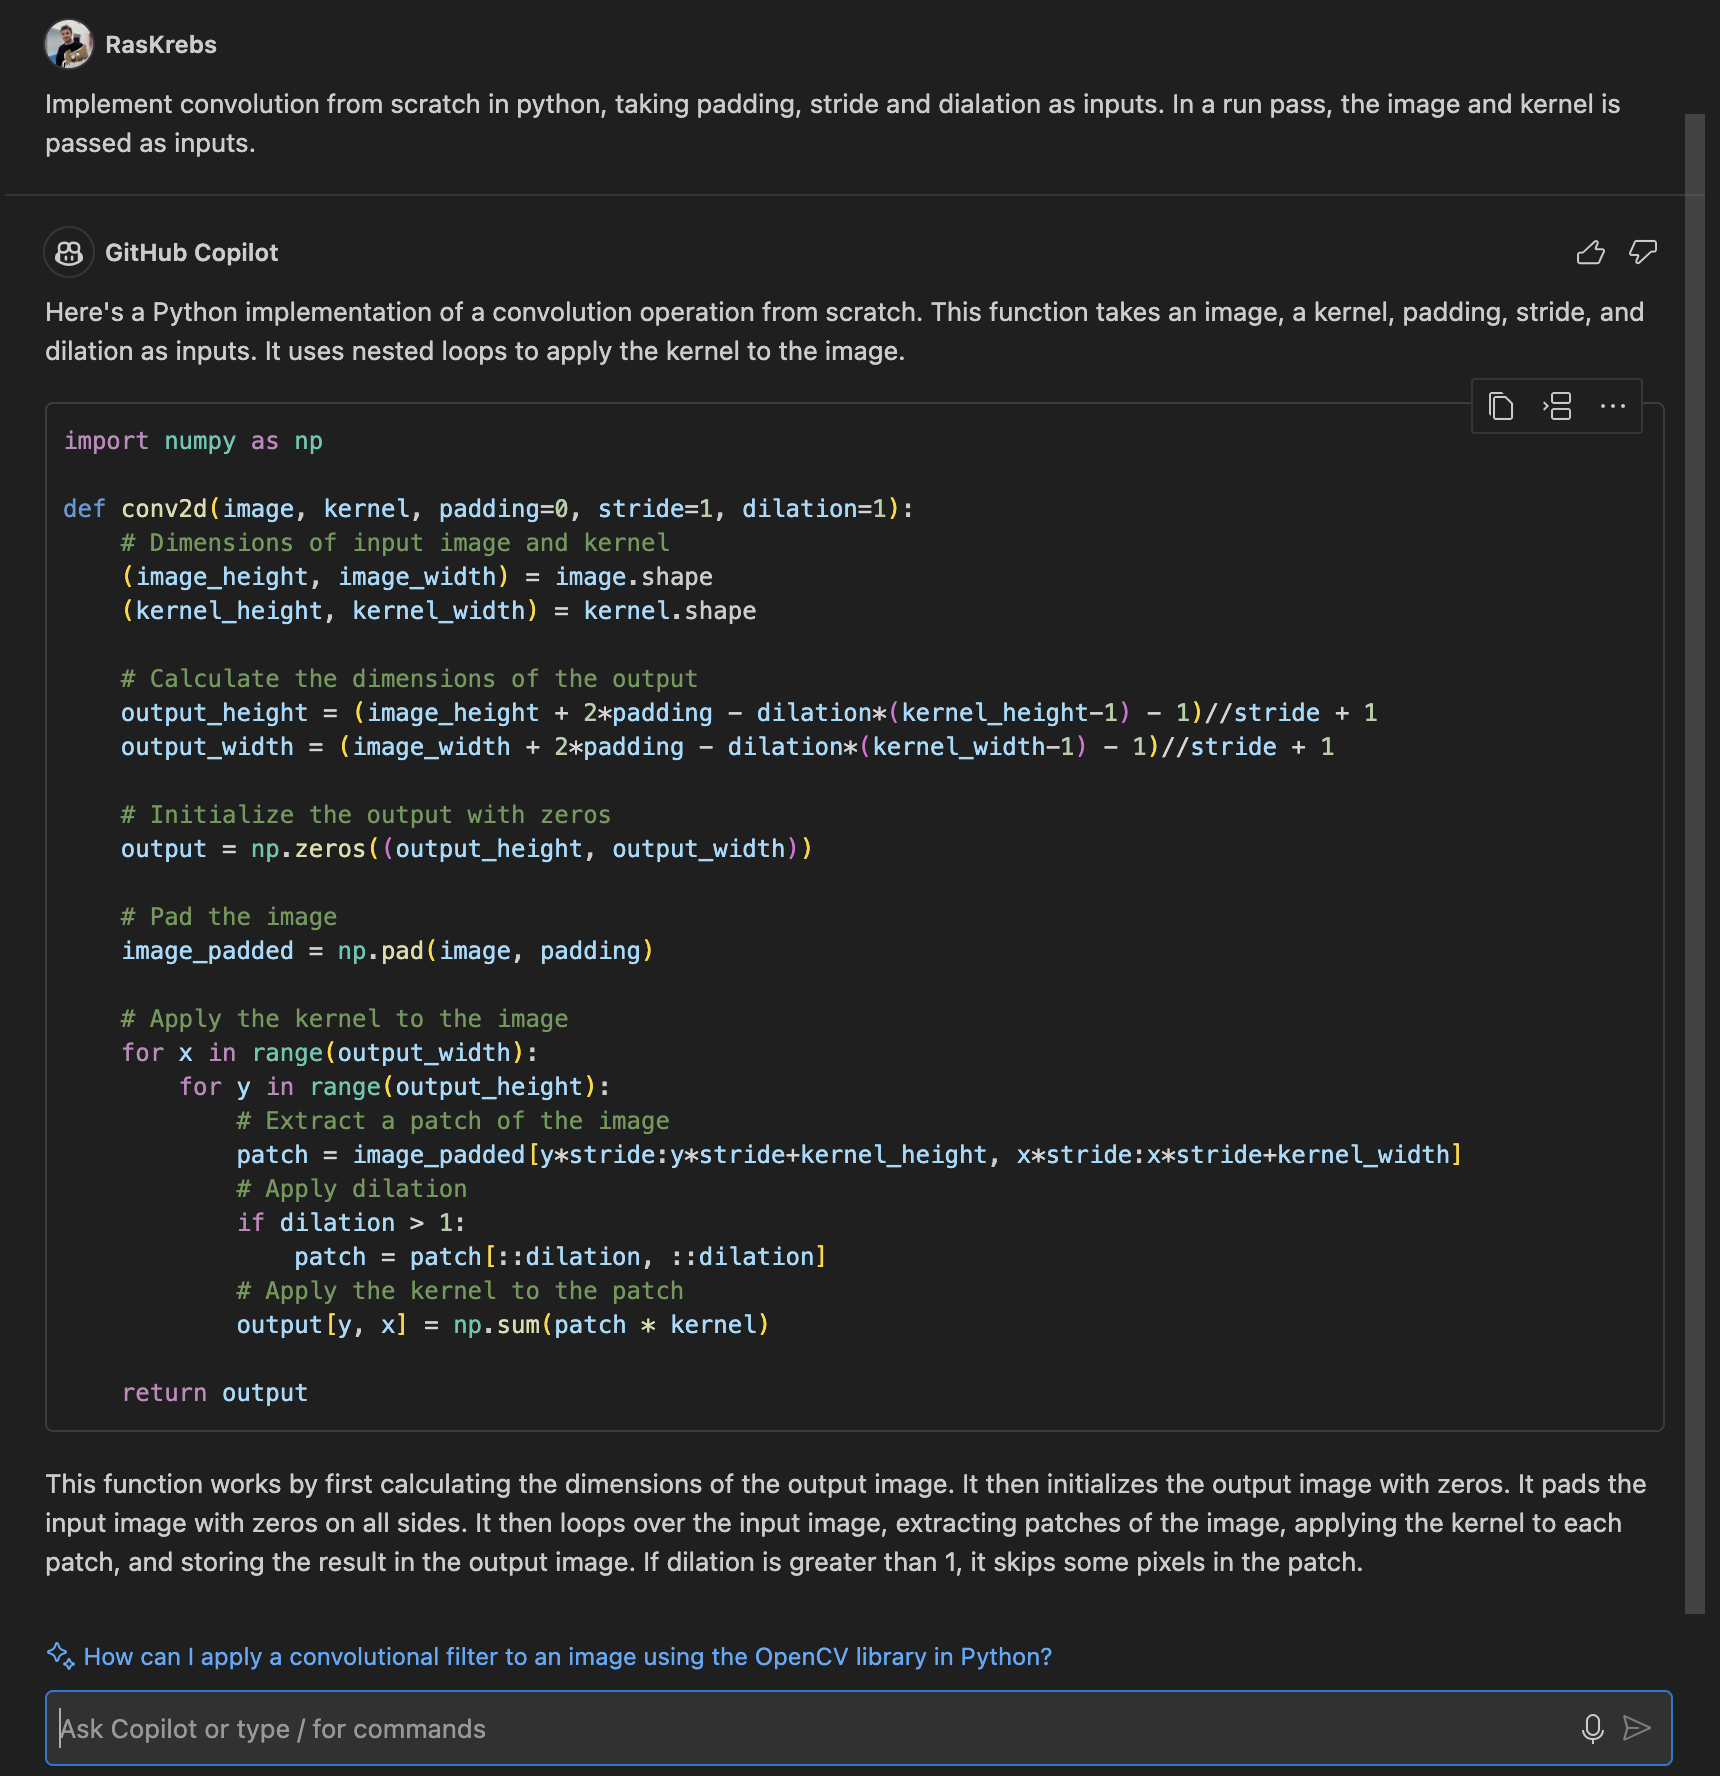 RasKrebs
Implement convolution from scratch in python, taking padding, stride and dialation as inputs. In a run pass, the image and kernel is
passed as inputs.
GitHub Copilot
Here's a Python implementation of a convolution operation from scratch. This function takes an image, a kernel, padding, stride, and
dilation as inputs. It uses nested loops to apply the kernel to the image.
import numpy as np
def conv2d(image, kernel, padding=0, stride=1, dilation=1):
    # Dimensions of input image and kernel
    (image_height, image_width) = image.shape
    (kernel_height, kernel_width) = kernel.shape
    # Calculate the dimensions of the output
    output_height = (image_height + 2*padding - dilation*(kernel_height-1) - 1)//stride + 1
    output_width = (image_width + 2*padding - dilation*(kernel_width-1) - 1)//stride + 1
    # Initialize the output with zeros
    output = np.zeros((output_height, output_width))
    # Pad the image
    image_padded = np.pad(image, padding)
    # Apply the kernel to the image
    for x in range(output_width):
        for y in range(output_height):
            # Extract a patch of the image
            patch = image_padded[y*stride:y*stride+kernel_height, x*stride:x*stride+kernel_width]
            # Apply dilation
            if dilation > 1:
                patch = patch[::dilation, ::dilation]
            # Apply the kernel to the patch
            output[y, x] = np.sum(patch * kernel)
    return output
This function works by first calculating the dimensions of the output image. It then initializes the output image with zeros. It pads the
input image with zeros on all sides. It then loops over the input image, extracting patches of the image, applying the kernel to each
patch, and storing the result in the output image. If dilation is greater than 1, it skips some pixels in the patch.
How can I apply a convolutional filter to an image using the OpenCV library in Python?
Ask Copilot or type / for commands